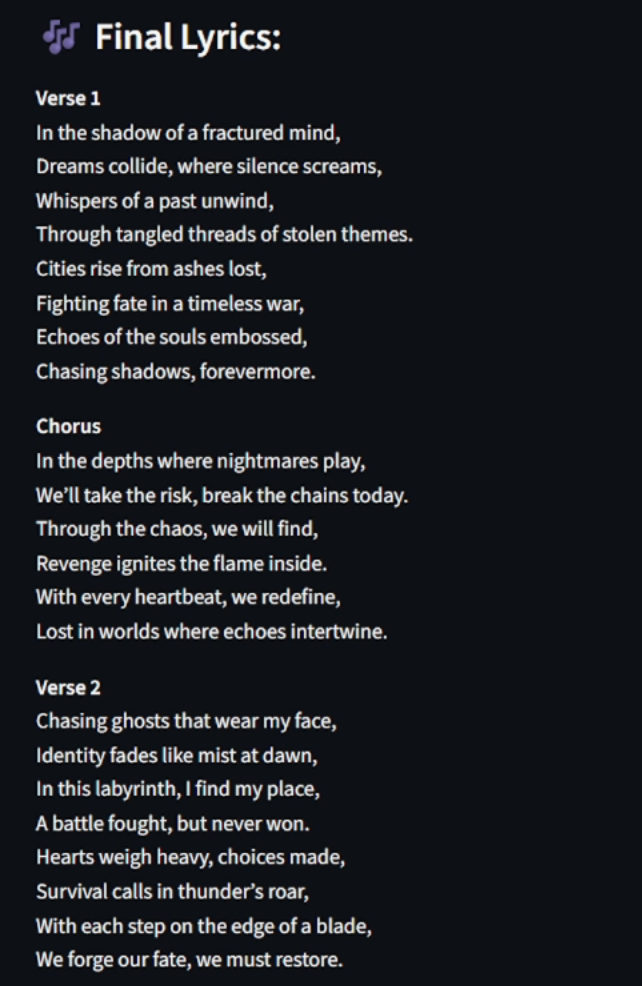 🎶 Final Lyrics:
Verse 1
In the shadow of a fractured mind,
Dreams collide, where silence screams,
Whispers of a past unwind,
Through tangled threads of stolen themes.
Cities rise from ashes lost,
Fighting fate in a timeless war,
Echoes of the souls embossed,
Chasing shadows, forevermore.
Chorus
In the depths where nightmares play,
We’ll take the risk, break the chains today.
Through the chaos, we will find,
Revenge ignites the flame inside.
With every heartbeat, we redefine,
Lost in worlds where echoes intertwine.
Verse 2
Chasing ghosts that wear my face,
Identity fades like mist at dawn,
In this labyrinth, I find my place,
A battle fought, but never won.
Hearts weigh heavy, choices made,
Survival calls in thunder’s roar,
With each step on the edge of a blade,
We forge our fate, we must restore.